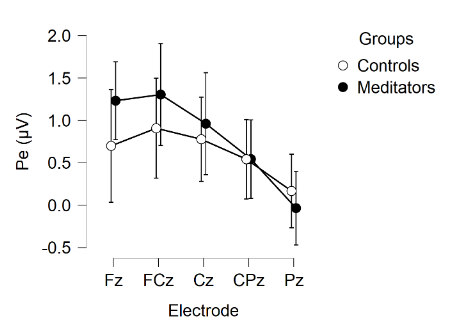 Groups
Controls
Meditators
Pe (µV)
2.0
1.5
1.0
0.5
0.0
-0.5
Fz FCz Cz CPz Pz
Electrode